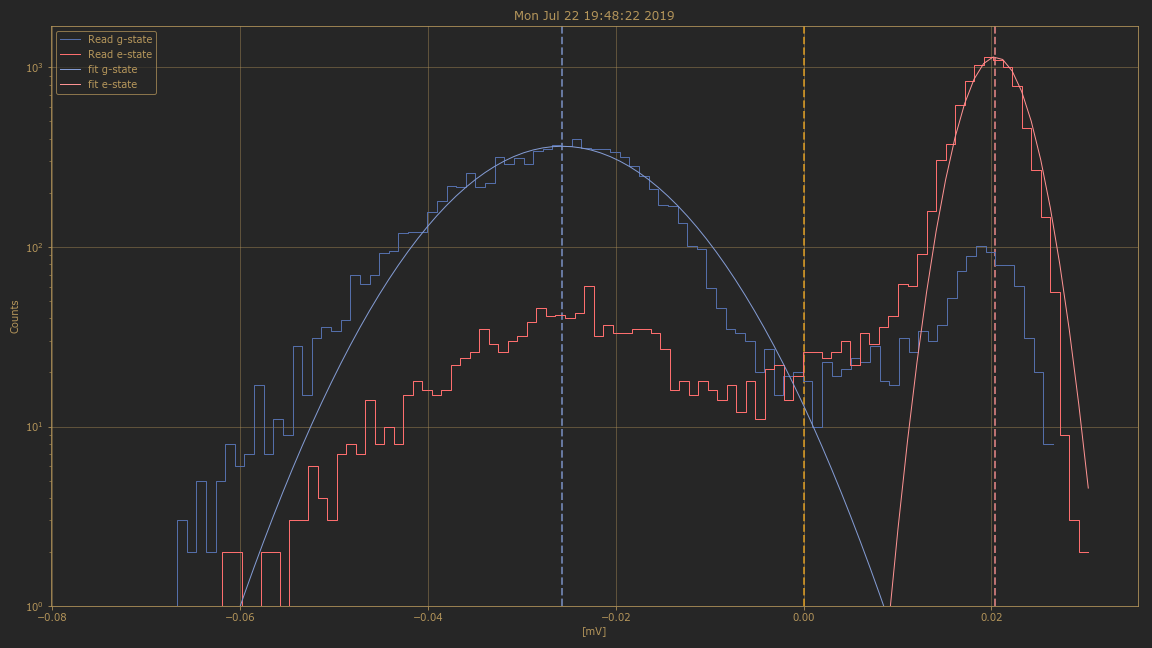 Mon Jul 22 19:48:22 2019
Read g-state
Read e-state
fit g-state
fit e-state
10³
10²
10¹
10⁰
Counts
−0.08 −0.06 −0.04 −0.02 0.00 0.02
[mV]